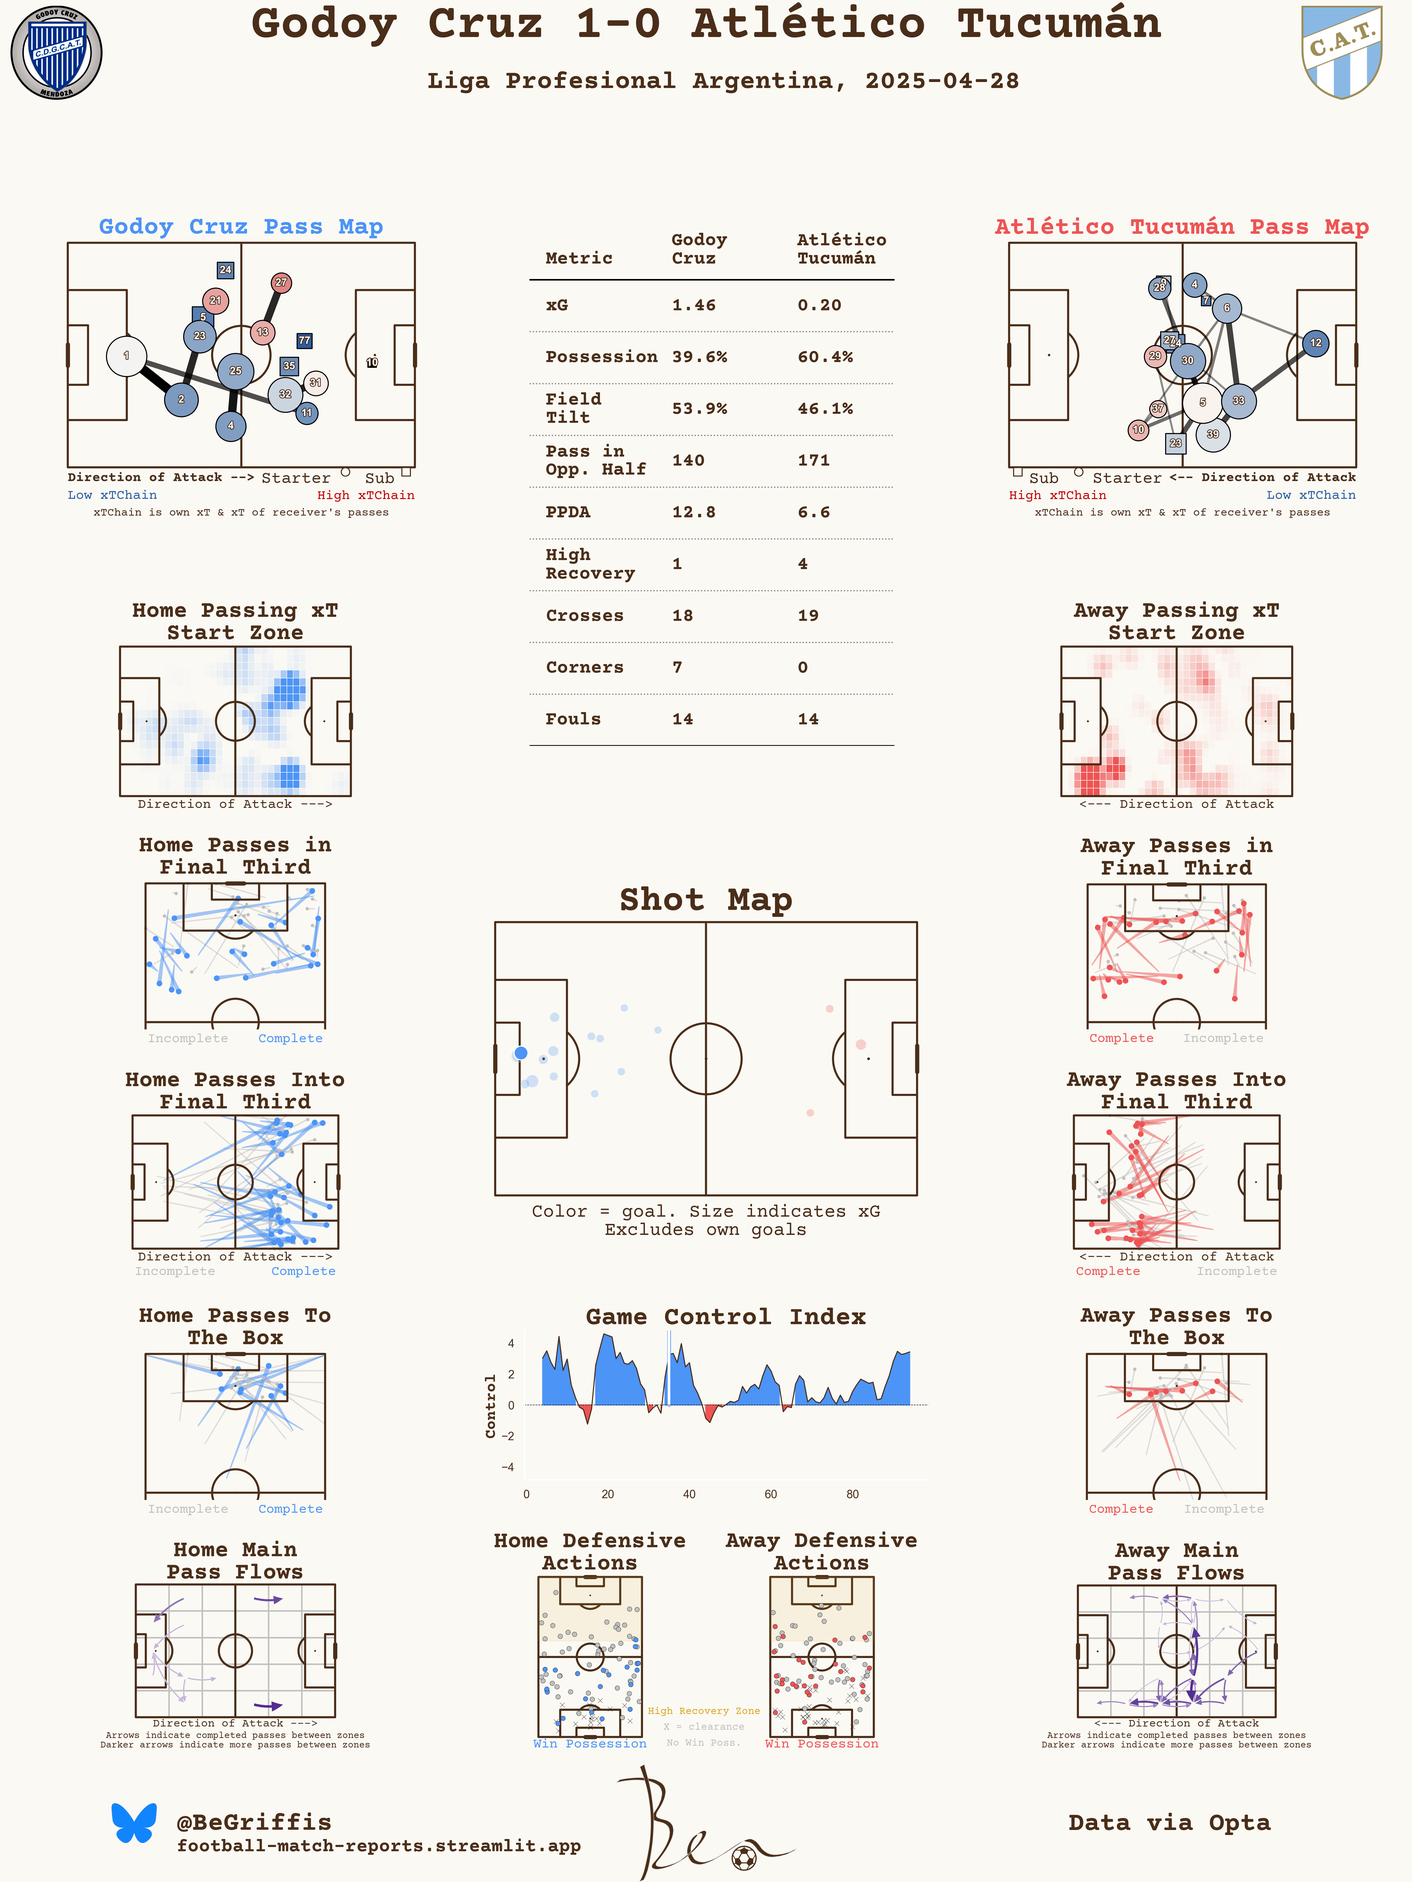 Godoy Cruz 1-0 Atlético Tucumán
Liga Profesional Argentina, 2025-04-28
GODOY CRUZ
C.D.G.C.A.T.
MENDOZA
C.A.T.
Godoy Cruz Pass Map
24
27
21
5
13
23
77
1
10
35
25
31
32
2
11
4
Direction of Attack --> Starter Sub
Low xTChain High xTChain
xTChain is own xT & xT of receiver's passes
Metric Godoy Cruz Atlético Tucumán
xG 1.46 0.20
Possession 39.6% 60.4%
Field Tilt 53.9% 46.1%
Pass in Opp. Half 140 171
PPDA 12.8 6.6
High Recovery 1 4
Crosses 18 19
Corners 7 0
Fouls 14 14
Atlético Tucumán Pass Map
28
4
7
6
27
12
29
30
5
33
37
10
39
23
Sub Starter <-- Direction of Attack
High xTChain Low xTChain
xTChain is own xT & xT of receiver's passes
Home Passing xT
Start Zone
Direction of Attack --->
Away Passing xT
Start Zone
<--- Direction of Attack
Home Passes in
Final Third
Incomplete Complete
Away Passes in
Final Third
Complete Incomplete
Shot Map
Color = goal. Size indicates xG
Excludes own goals
Home Passes Into
Final Third
Direction of Attack --->
Incomplete Complete
Away Passes Into
Final Third
<--- Direction of Attack
Complete Incomplete
Home Passes To
The Box
Incomplete Complete
Game Control Index
Control
4
2
0
−2
−4
0 20 40 60 80
Away Passes To
The Box
Complete Incomplete
Home Main
Pass Flows
Direction of Attack --->
Arrows indicate completed passes between zones
Darker arrows indicate more passes between zones
Home Defensive
Actions
Win Possession
High Recovery Zone
X = clearance
No Win Poss.
Away Defensive
Actions
Win Possession
Away Main
Pass Flows
<--- Direction of Attack
Arrows indicate completed passes between zones
Darker arrows indicate more passes between zones
@BeGriffis
football-match-reports.streamlit.app
Ben
Data via Opta